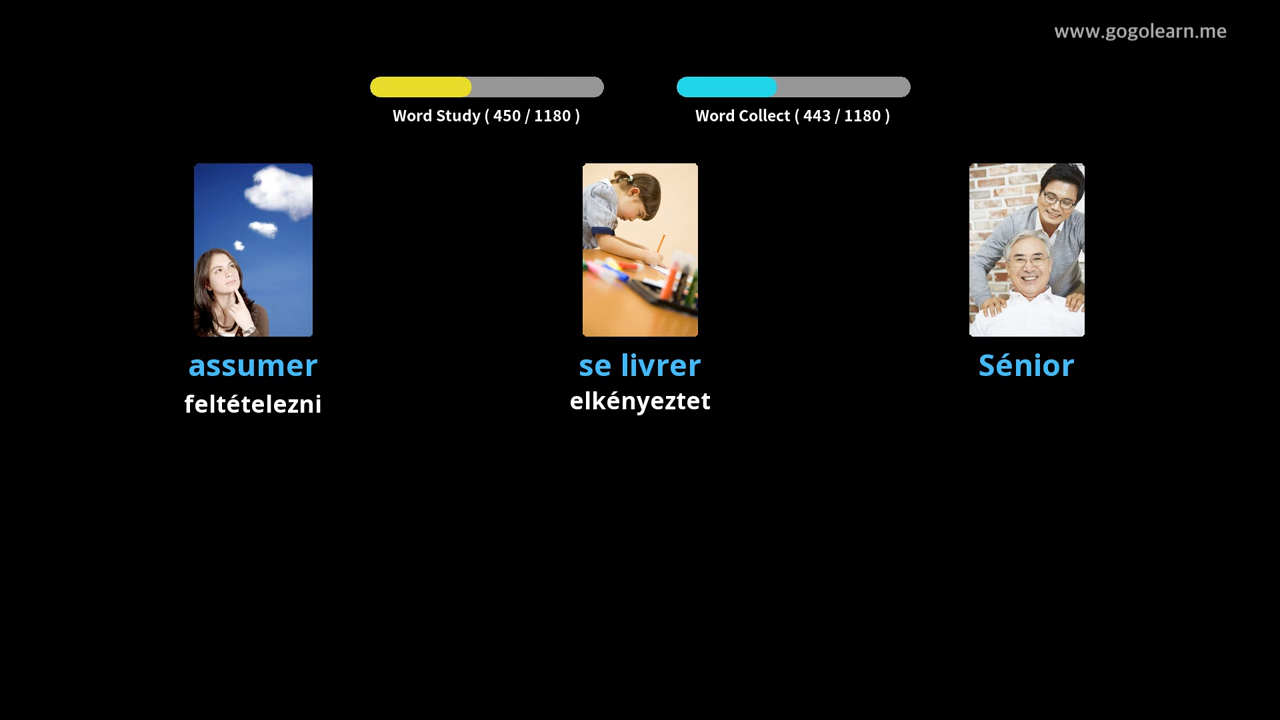 www.gogolearn.me
Word Study ( 450 / 1180 )
Word Collect ( 443 / 1180 )
assumer
feltételezni
se livrer
elkényeztet
Sénior